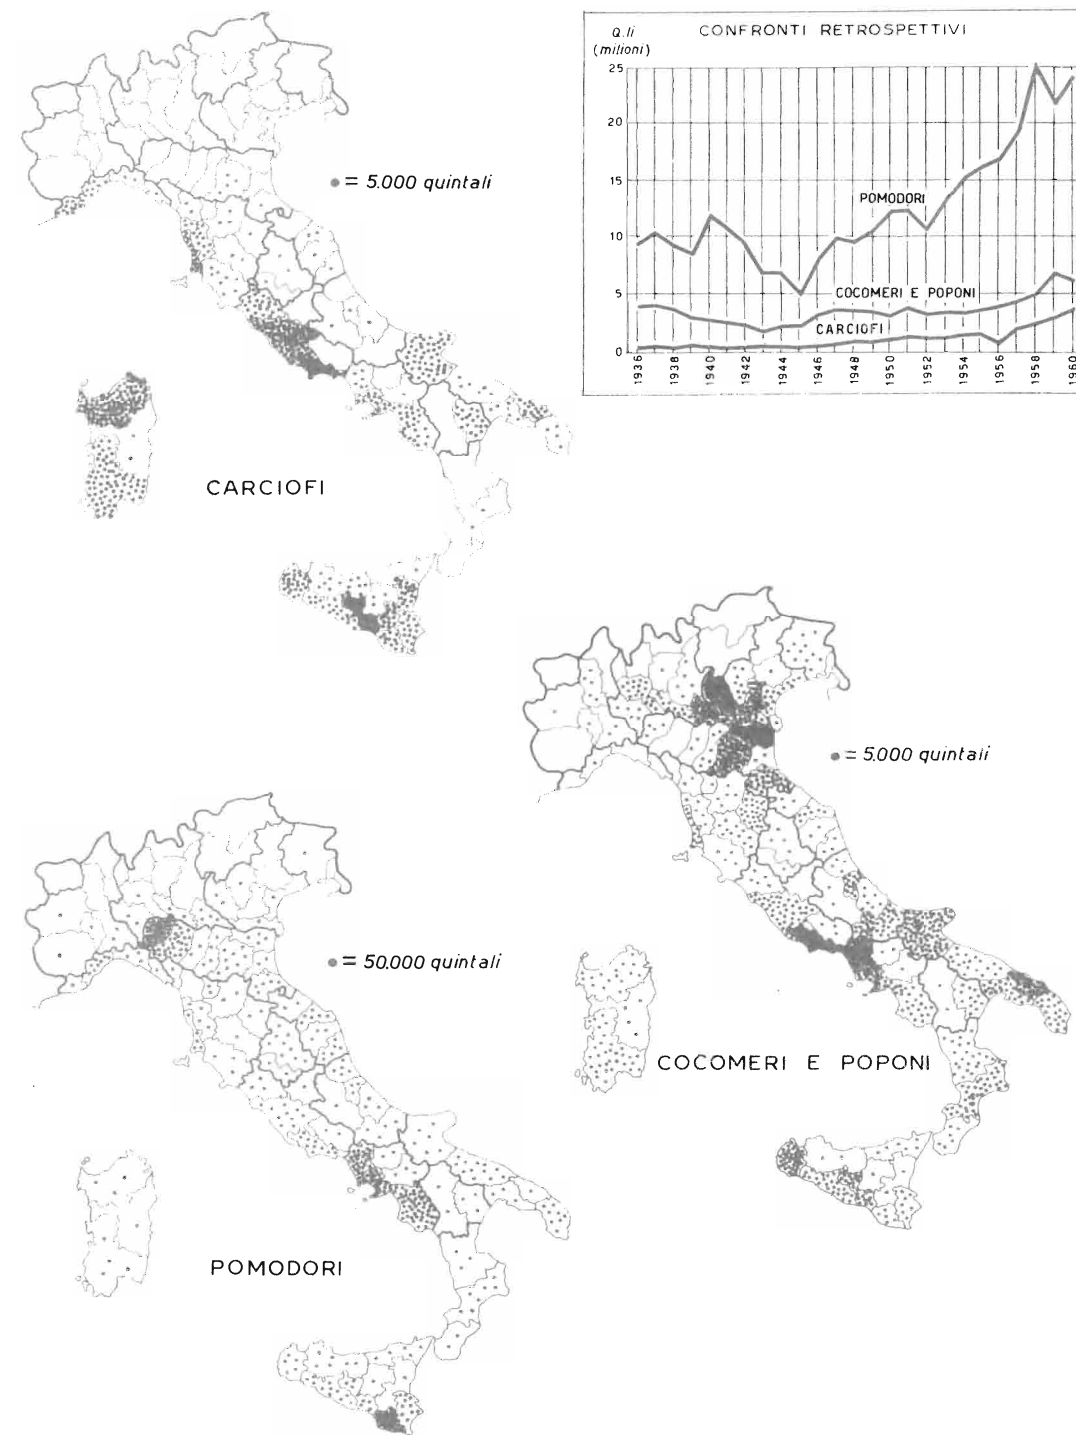 Q.li
(milioni)
CONFRONTI RETROSPETTIVI
25
20
15
10
5
0
POMODORI
COCOMERI E POPONI
CARCIOFI
1936
1938
1940
1942
1944
1946
1948
1950
1952
1954
1956
1958
1960
= 5.000 quintali
CARCIOFI
= 5.000 quintali
COCOMERI E POPONI
= 50.000 quintali
POMODORI